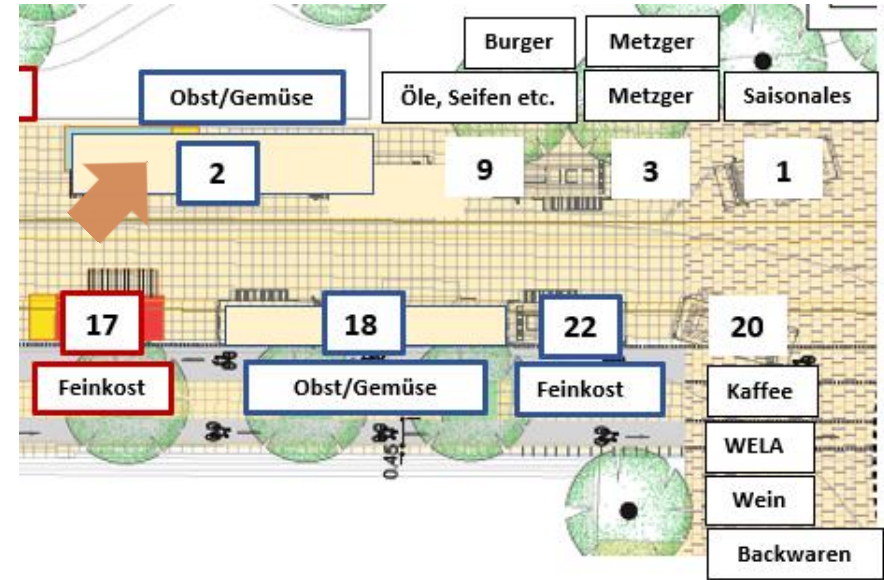 Burger
Metzger
Obst/Gemüse
Öle, Seifen etc.
Metzger
Saisonales
2
9
3
1
17
18
22
20
Feinkost
Obst/Gemüse
Feinkost
Kaffee
WELA
0.45
Wein
Backwaren